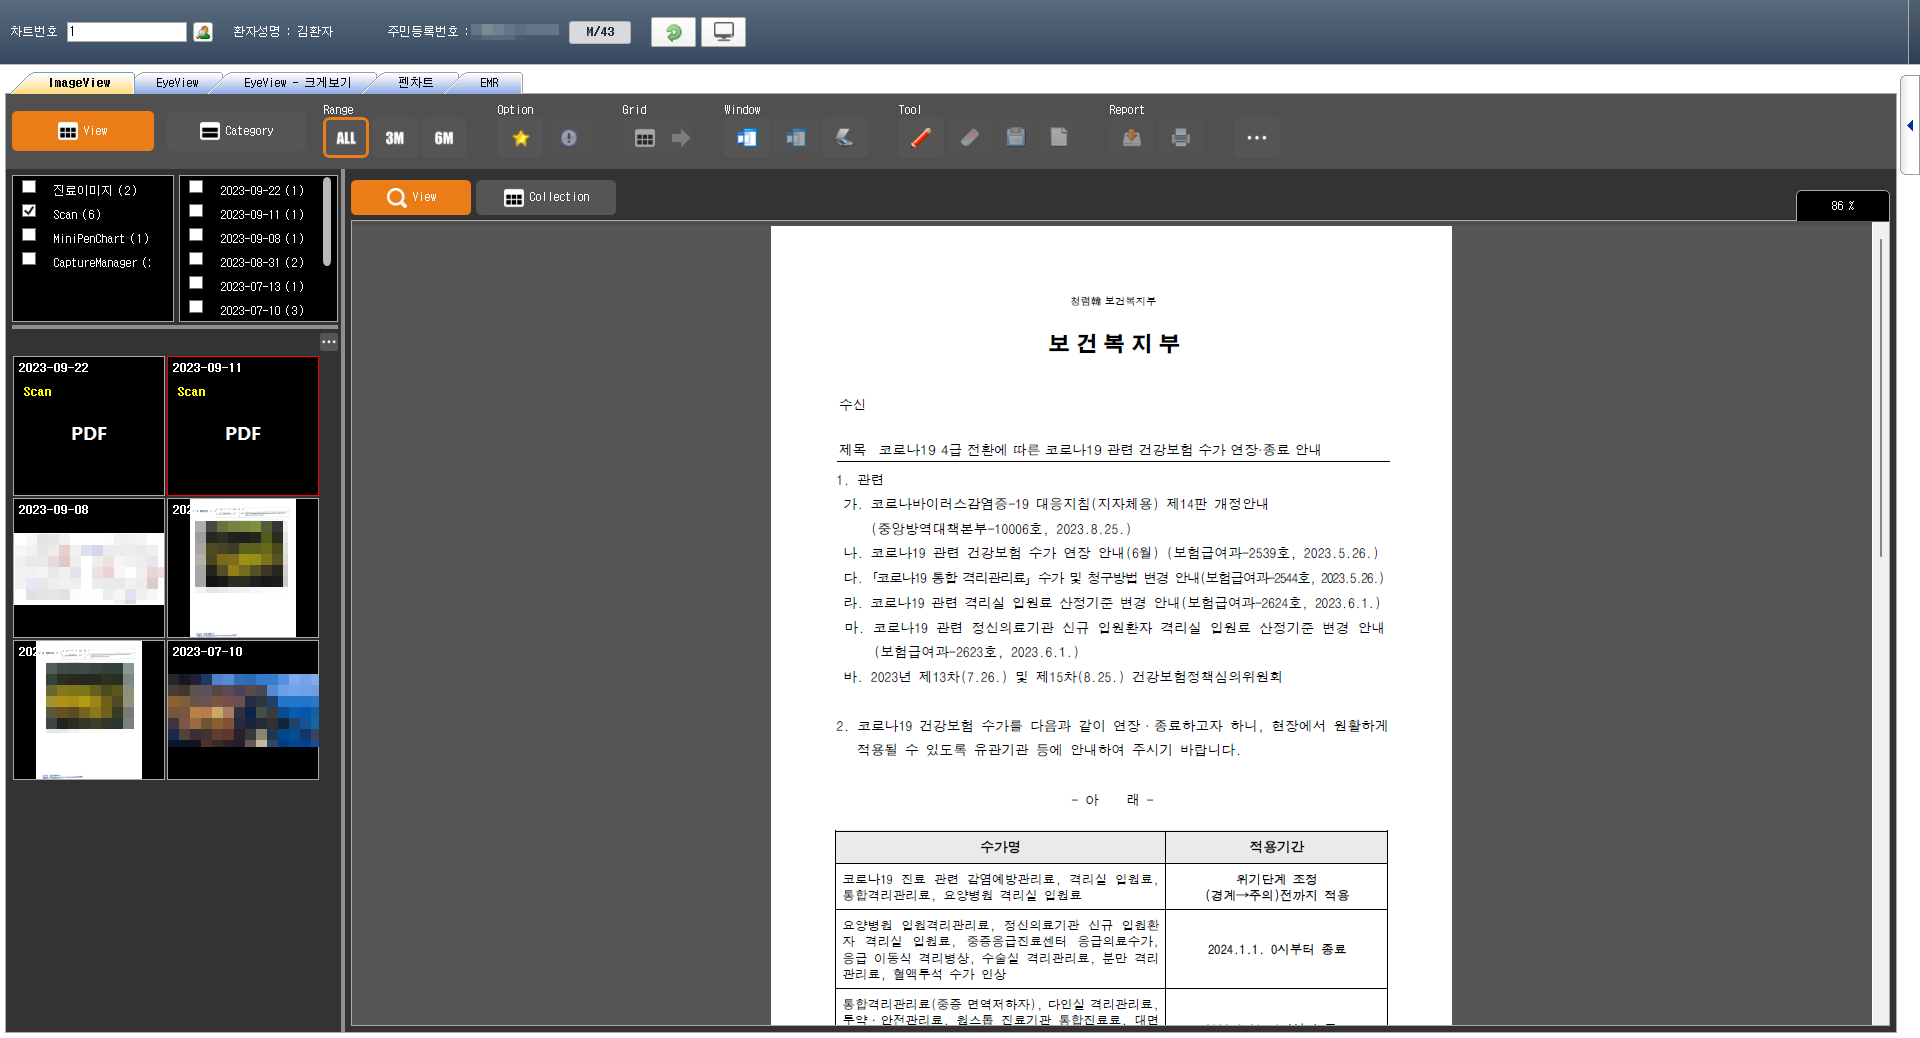 차트번호 1 환자성명 : 김환자 주민등록번호 : M/43
ImageView EyeView EyeView - 크게보기 펜차트 EMR
View Category
Range Option Grid Window Tool Report
ALL 3M 6M
진료이미지 (2)
Scan (6)
MiniPenChart (1)
CaptureManager (
2023-09-22 (1)
2023-09-11 (1)
2023-09-08 (1)
2023-08-31 (2)
2023-07-13 (1)
2023-07-10 (3)
View Collection
86 %
2023-09-22
Scan
PDF
2023-09-11
Scan
PDF
2023-09-08
202
202
2023-07-10
청렴韓 보건복지부
보건복지부
수신
제목 코로나19 4급 전환에 따른 코로나19 관련 건강보험 수가 연장·종료 안내
1. 관련
가. 코로나바이러스감염증-19 대응지침(지자체용) 제14판 개정안내
(중앙방역대책본부-10006호, 2023.8.25.)
나. 코로나19 관련 건강보험 수가 연장 안내(6월) (보험급여과-2539호, 2023.5.26.)
다. 「코로나19 통합 격리관리료」 수가 및 청구방법 변경 안내(보험급여과-2544호, 2023.5.26.)
라. 코로나19 관련 격리실 입원료 산정기준 변경 안내(보험급여과-2624호, 2023.6.1.)
마. 코로나19 관련 정신의료기관 신규 입원환자 격리실 입원료 산정기준 변경 안내
(보험급여과-2623호, 2023.6.1.)
바. 2023년 제13차(7.26.) 및 제15차(8.25.) 건강보험정책심의위원회
2. 코로나19 건강보험 수가를 다음과 같이 연장·종료하고자 하니, 현장에서 원활하게
적용될 수 있도록 유관기관 등에 안내하여 주시기 바랍니다.
- 아 래 -
수가명 적용기간
코로나19 진료 관련 감염예방관리료, 격리실 입원료,
통합격리관리료, 요양병원 격리실 입원료
위기단계 조정
(경계→주의)전까지 적용
요양병원 입원격리관리료, 정신의료기관 신규 입원환
자 격리실 입원료, 중증응급진료센터 응급의료수가,
응급 이동식 격리병상, 수술실 격리관리료, 분만 격리
관리료, 혈액투석 수가 인상
2024.1.1. 0시부터 종료
통합격리관리료(중증 면역저하자), 다인실 격리관리료,
투약·안전관리료, 원스톱 진료기관 통합진료료, 대면